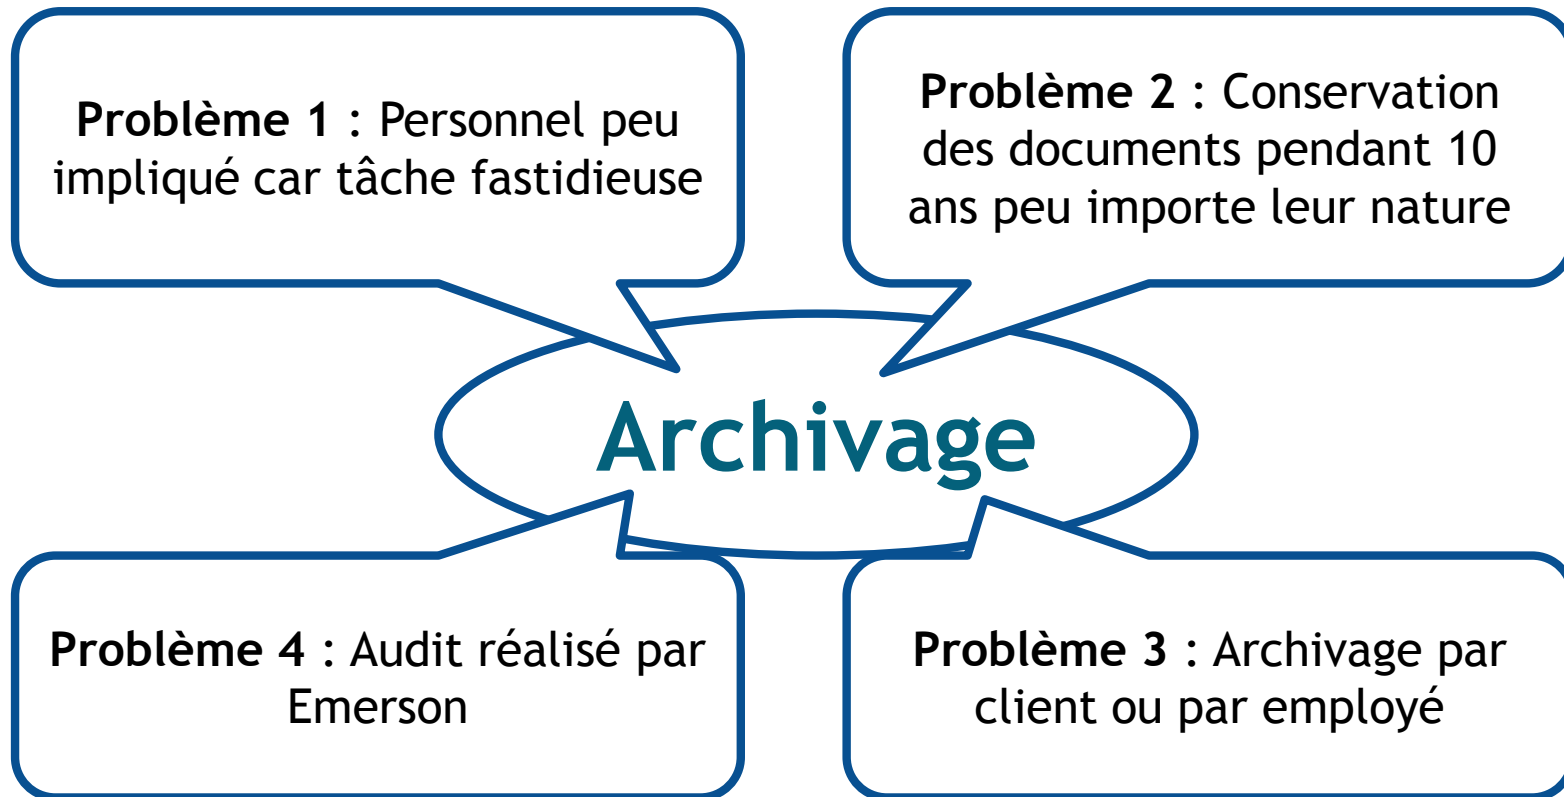 Problème 1 : Personnel peu
impliqué car tâche fastidieuse
Problème 2 : Conservation
des documents pendant 10
ans peu importe leur nature
Archivage
Problème 4 : Audit réalisé par
Emerson
Problème 3 : Archivage par
client ou par employé